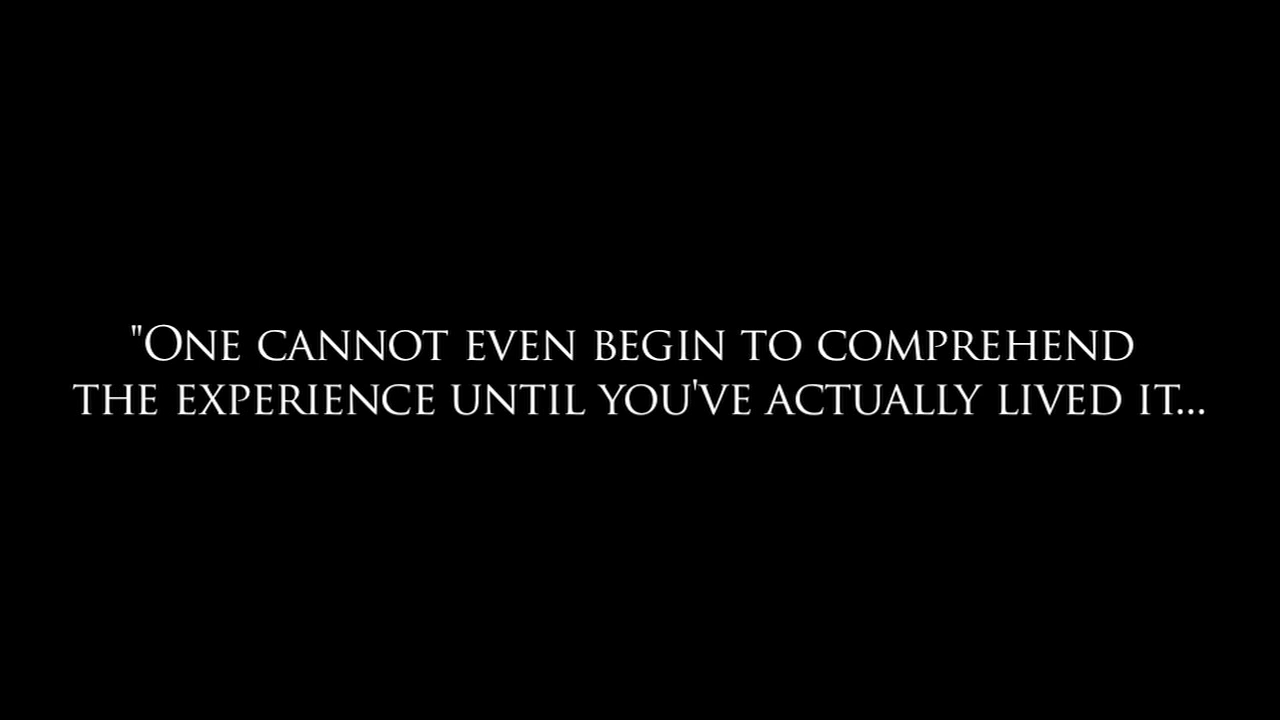 "One cannot even begin to comprehend
the experience until you've actually lived it...